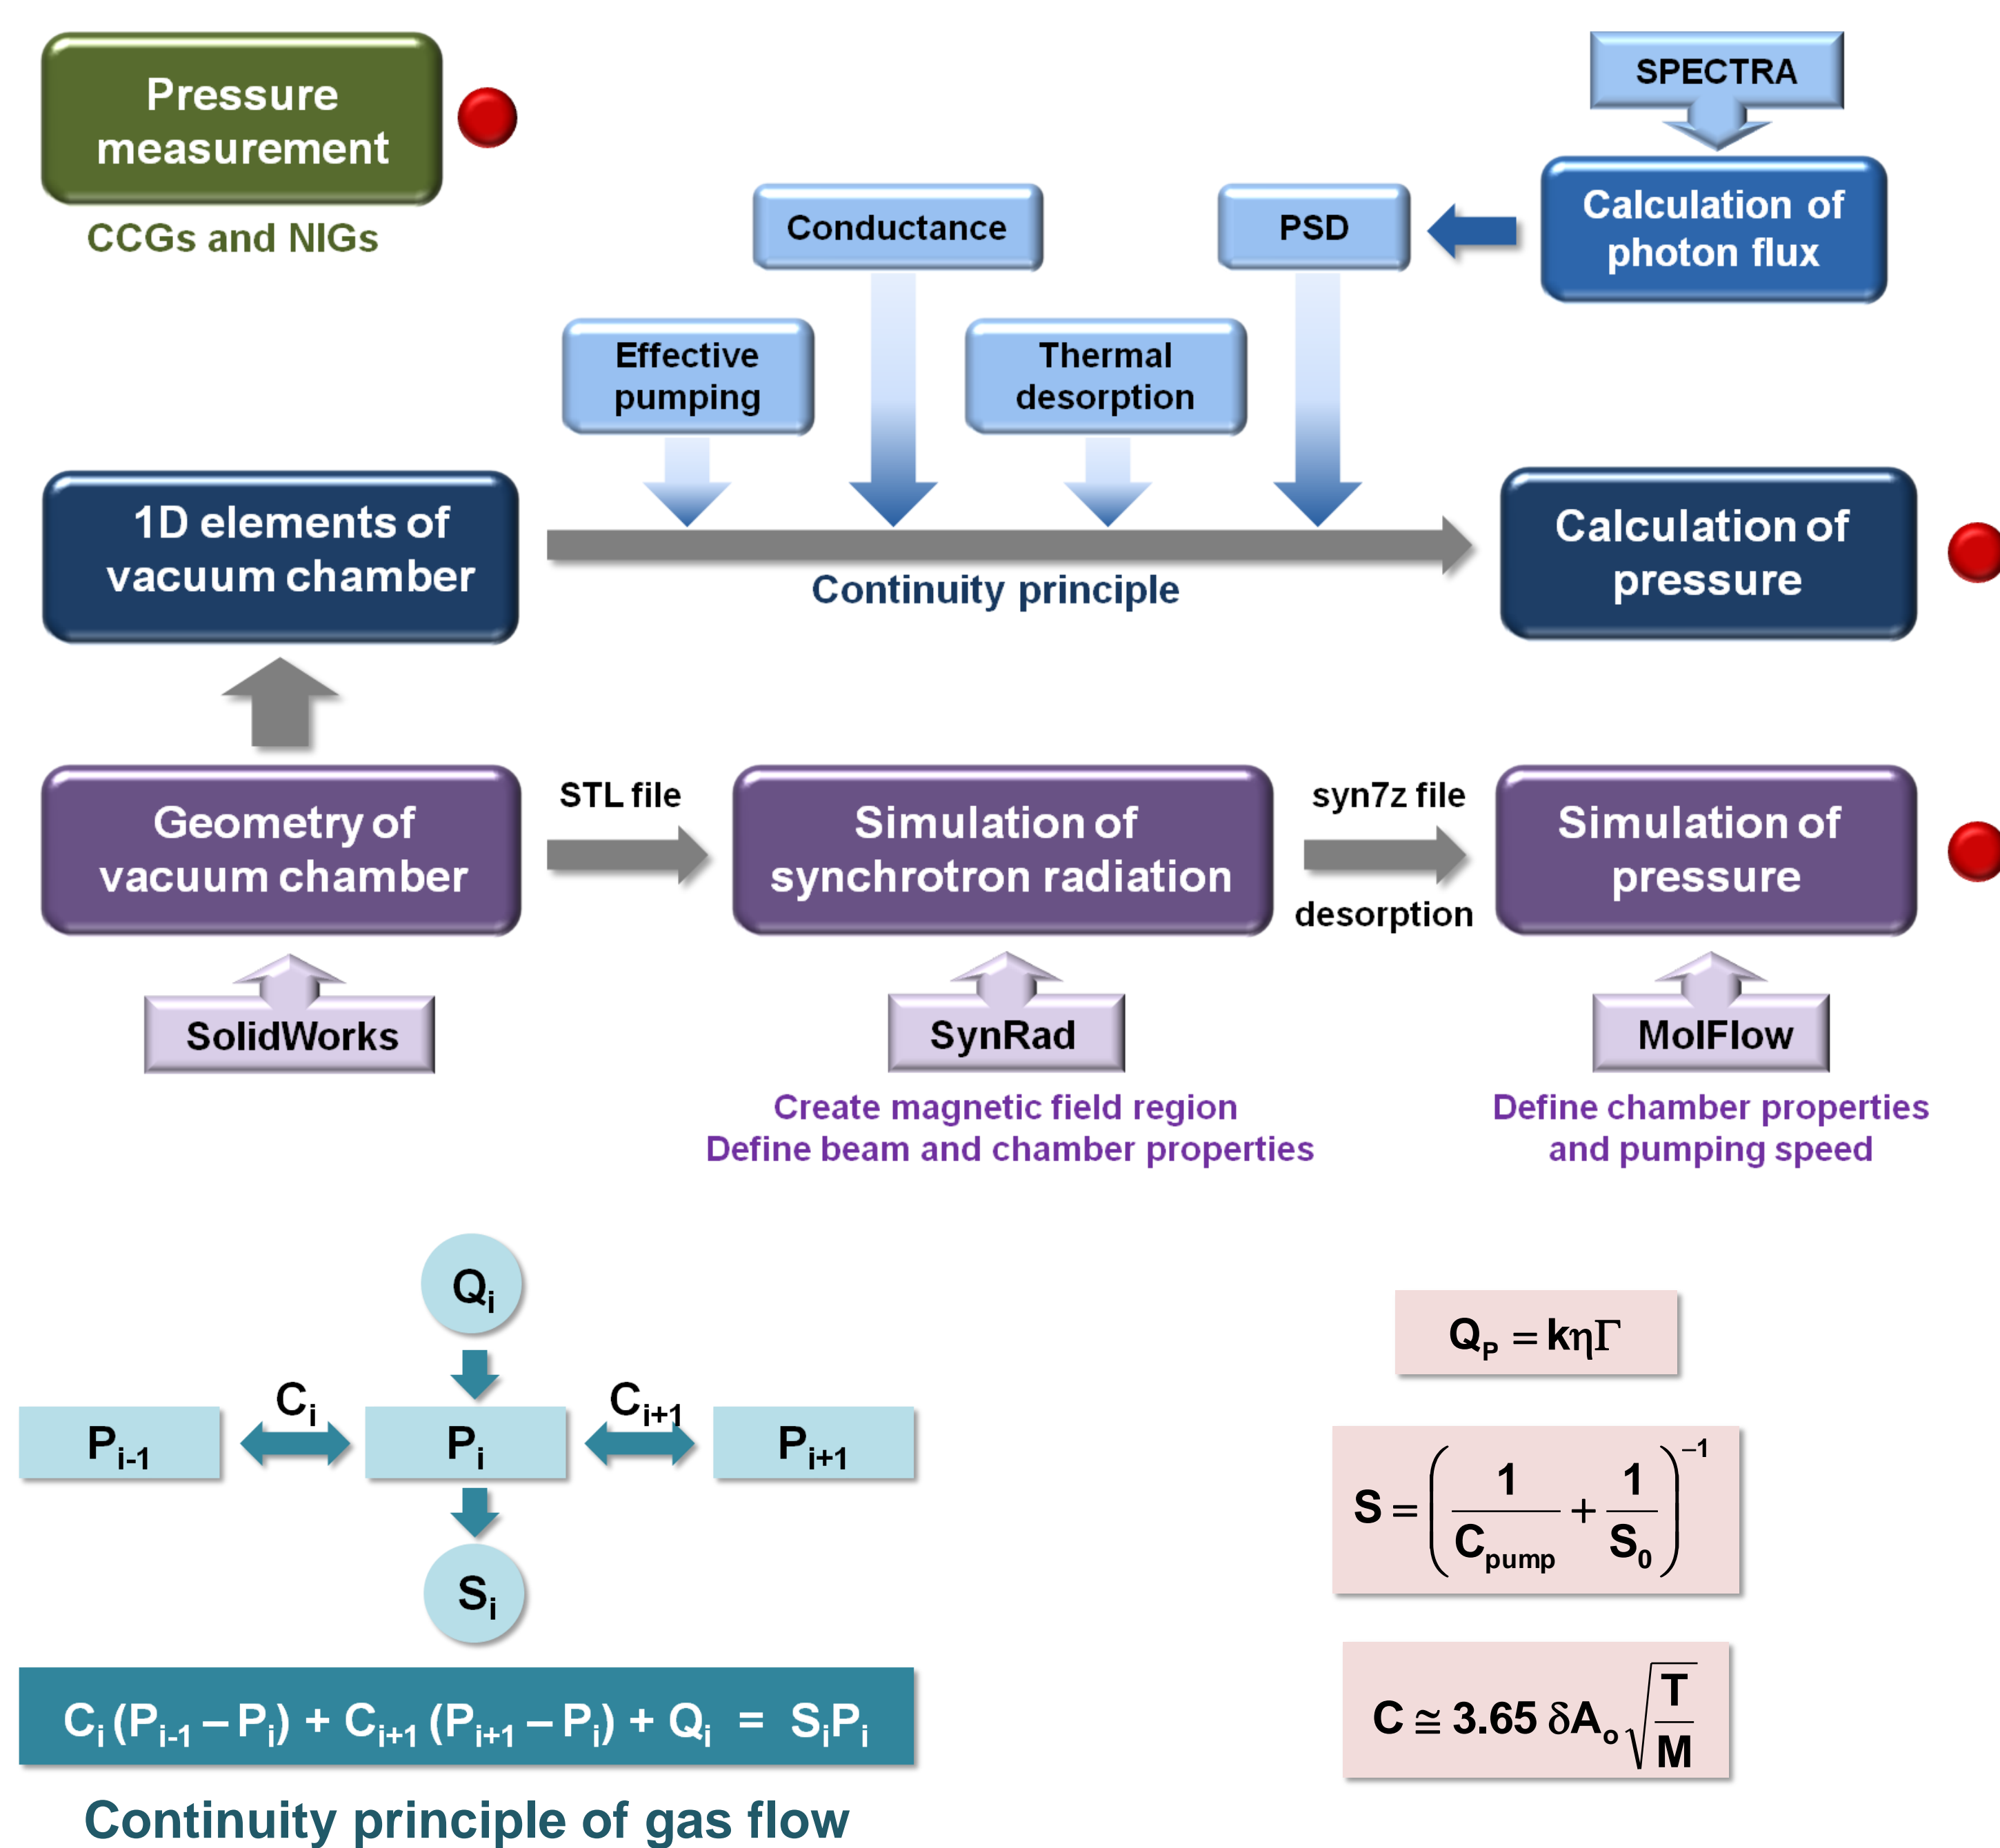 Pressure
measurement
CCGs and NIGs
SPECTRA
Calculation of
photon flux
PSD
Conductance
Effective
pumping
Thermal
desorption
1D elements of
vacuum chamber
Continuity principle
Calculation of
pressure
Geometry of
vacuum chamber
STL file
Simulation of
synchrotron radiation
syn7z file
desorption
Simulation of
pressure
SolidWorks
SynRad
Create magnetic field region
Define beam and chamber properties
MolFlow
Define chamber properties
and pumping speed
Qi
Ci
Ci+1
Pi-1
Pi
Pi+1
Si
Ci (Pi-1 – Pi) + Ci+1 (Pi+1 – Pi) + Qi = SiPi
Continuity principle of gas flow
QP = kηΓ
S = (1/Cpump + 1/S0)–1
C ≅ 3.65 δAo√T/M